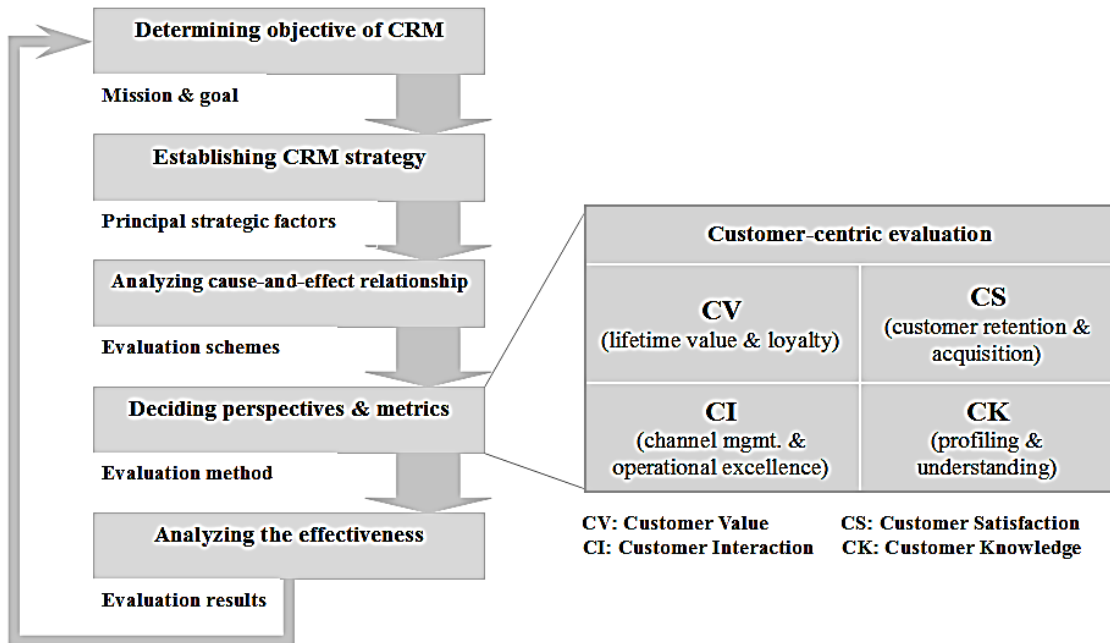 Determining objective of CRM
Mission & goal
Establishing CRM strategy
Principal strategic factors
Analyzing cause-and-effect relationship
Evaluation schemes
Deciding perspectives & metrics
Evaluation method
Analyzing the effectiveness
Evaluation results
Customer-centric evaluation
CV
(lifetime value & loyalty)
CS
(customer retention &
acquisition)
CI
(channel mgmt. &
operational excellence)
CK
(profiling &
understanding)
CV: Customer Value CS: Customer Satisfaction
CI: Customer Interaction CK: Customer Knowledge